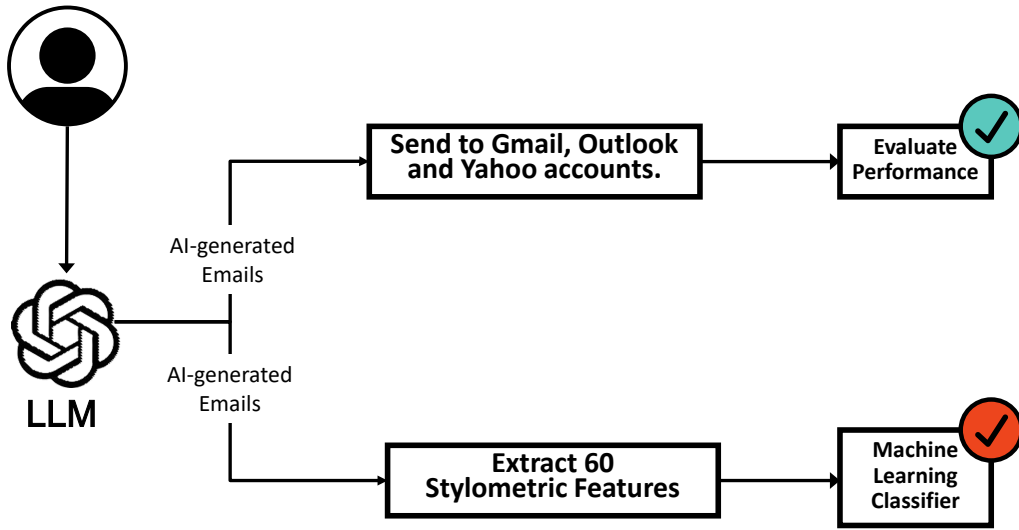 Send to Gmail, Outlook
and Yahoo accounts.
Evaluate
Performance
AI-generated
Emails
LLM
AI-generated
Emails
Extract 60
Stylometric Features
Machine
Learning
Classifier